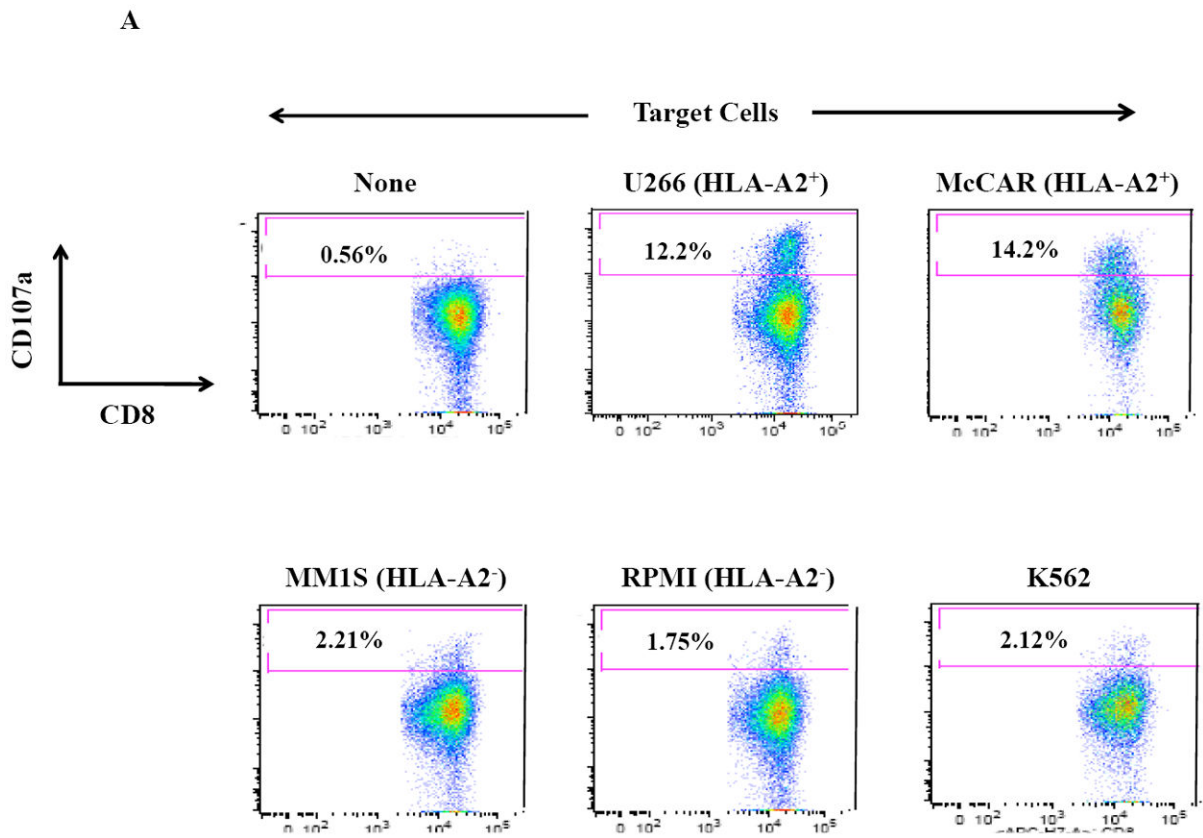 A
Target Cells
None
U266 (HLA-A2⁺)
McCAR (HLA-A2⁺)
0.56%
12.2%
14.2%
CD107a
CD8
0 10² 10³ 10⁴ 10⁵
0 10² 10³ 10⁴ 10⁵
0 10² 10³ 10⁴ 10⁵
MM1S (HLA-A2⁻)
RPMI (HLA-A2⁻)
K562
2.21%
1.75%
2.12%
0 10² 10³ 10⁴ 10⁵
0 10² 10³ 10⁴ 10⁵
0 10² 10³ 10⁴ 10⁵